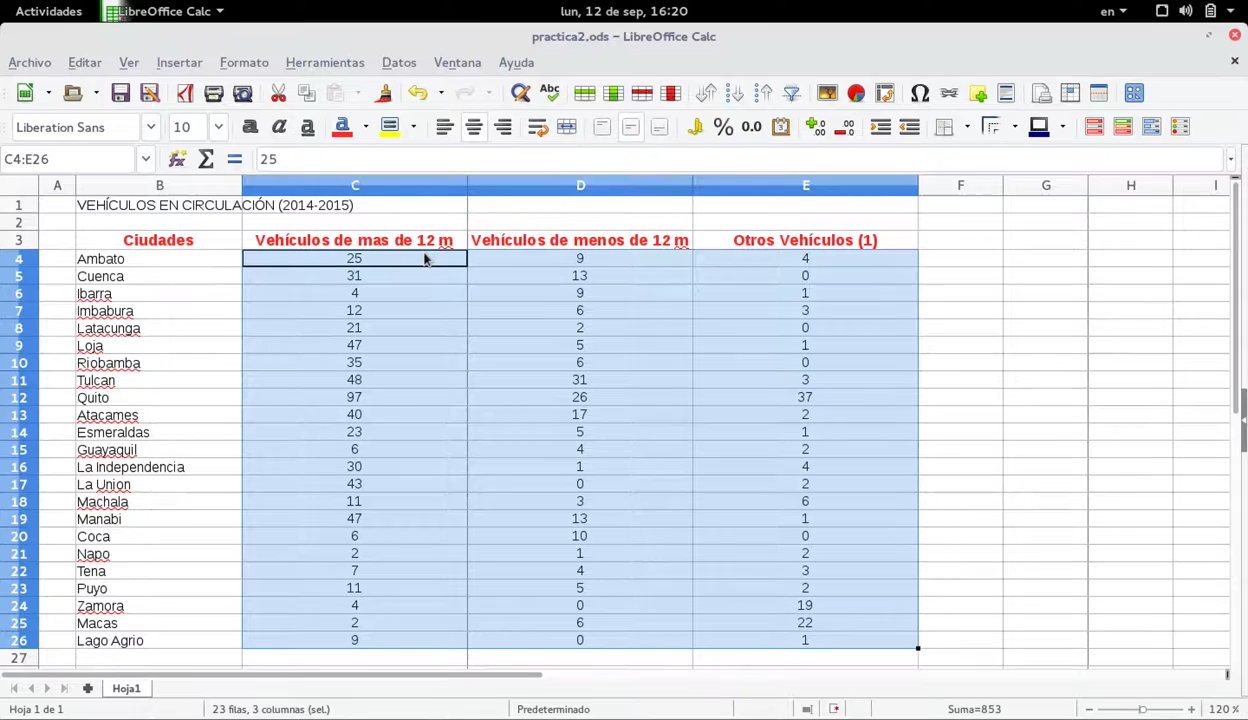 Actividades LibreOffice Calc lun, 12 de sep, 16:20 en
practica2.ods – LibreOffice Calc
Archivo Editar Ver Insertar Formato Herramientas Datos Ventana Ayuda
Liberation Sans 10
C4:E26 25
A B C D E F G H I
1 VEHÍCULOS EN CIRCULACIÓN (2014-2015)
2
3 Ciudades Vehículos de mas de 12 m Vehículos de menos de 12 m Otros Vehículos (1)
4 Ambato 25 9 4
5 Cuenca 31 13 0
6 Ibarra 4 9 1
7 Imbabura 12 6 3
8 Latacunga 21 2 0
9 Loja 47 5 1
10 Riobamba 35 6 0
11 Tulcan 48 31 3
12 Quito 97 26 37
13 Atacames 40 17 2
14 Esmeraldas 23 5 1
15 Guayaquil 6 4 2
16 La Independencia 30 1 4
17 La Union 43 0 2
18 Machala 11 3 6
19 Manabi 47 13 1
20 Coca 6 10 0
21 Napo 2 1 2
22 Tena 7 4 3
23 Puyo 11 5 2
24 Zamora 4 0 19
25 Macas 2 6 22
26 Lago Agrio 9 0 1
27
Hoja1
Hoja 1 de 1 23 filas, 3 columnas (sel.) Predeterminado Suma=853 120 %